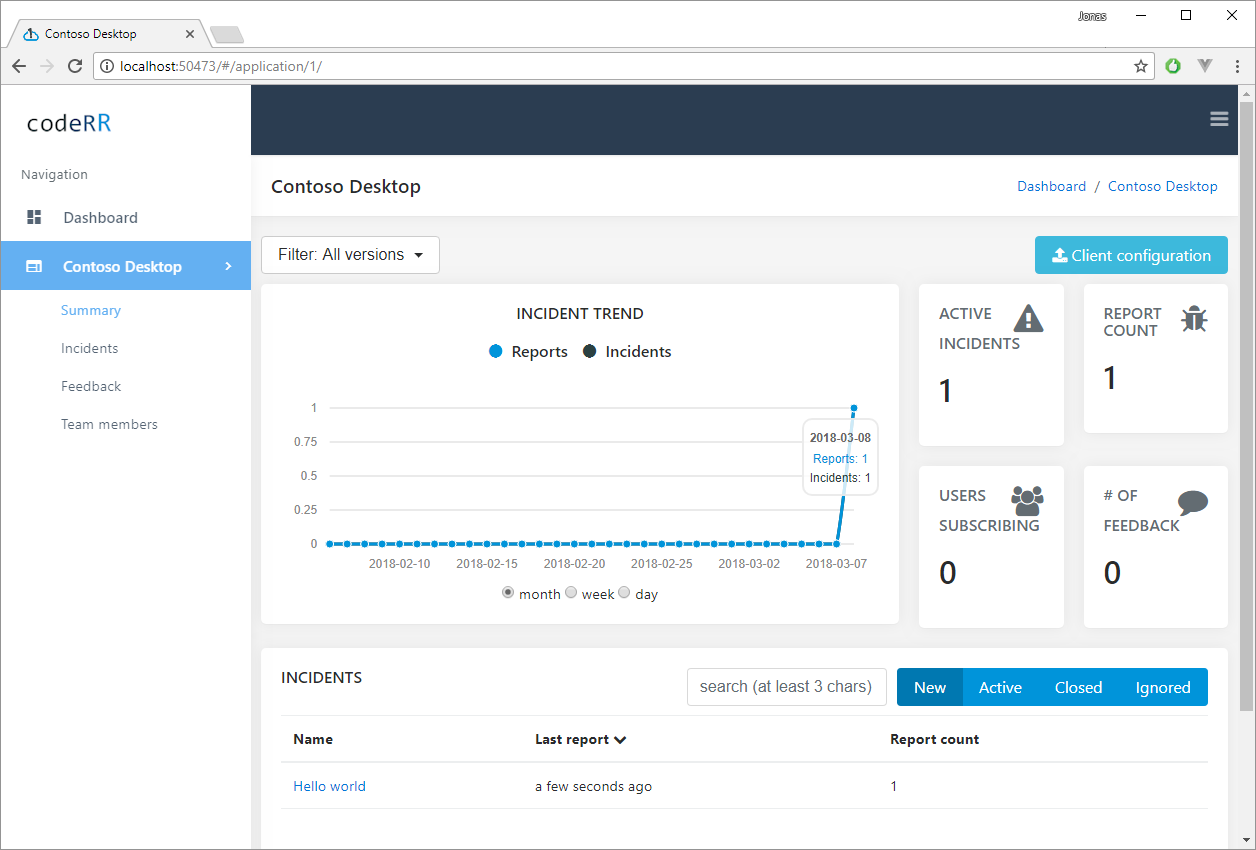 Jonas
Contoso Desktop
localhost:50473/#/application/1/
codeRR
Navigation
Dashboard
Contoso Desktop
Summary
Incidents
Feedback
Team members
Contoso Desktop
Dashboard / Contoso Desktop
Filter: All versions
Client configuration
INCIDENT TREND
Reports Incidents
1
0.75
0.5
0.25
0
2018-03-08
Reports: 1
Incidents: 1
2018-02-10 2018-02-15 2018-02-20 2018-02-25 2018-03-02 2018-03-07
month week day
ACTIVE
INCIDENTS
1
REPORT
COUNT
1
USERS
SUBSCRIBING
0
# OF
FEEDBACK
0
INCIDENTS
search (at least 3 chars)
New Active Closed Ignored
Name Last report Report count
Hello world a few seconds ago 1